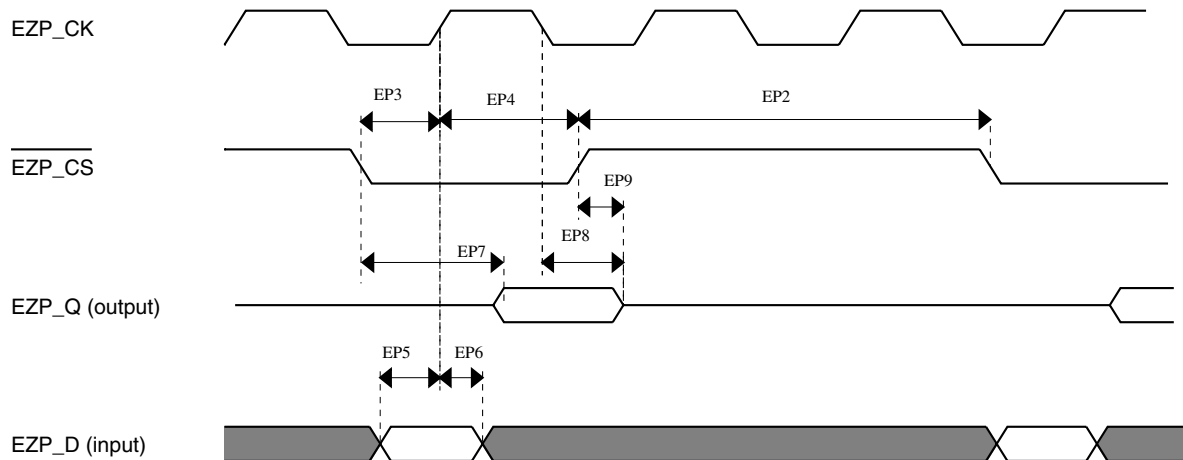 EZP_CK
EP3
EP4
EP2
EZP_CS
EP9
EP8
EP7
EZP_Q (output)
EP5
EP6
EZP_D (input)